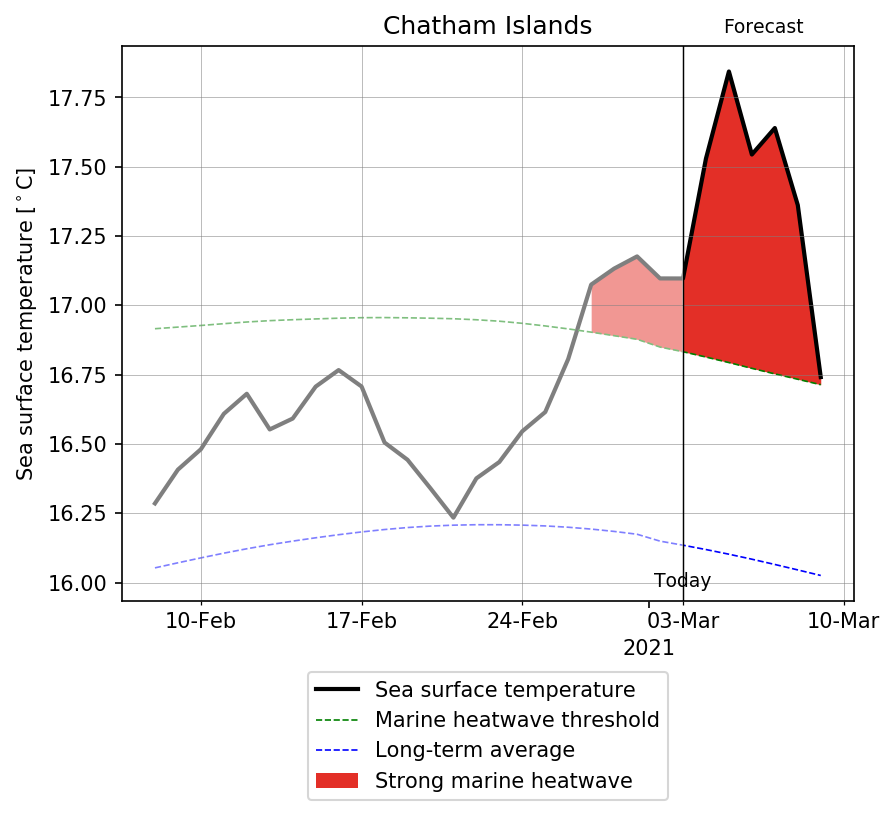 Chatham Islands
Forecast
Sea surface temperature [°C]
17.75
17.50
17.25
17.00
16.75
16.50
16.25
16.00
Today
10-Feb 17-Feb 24-Feb 03-Mar 10-Mar
2021
Sea surface temperature
Marine heatwave threshold
Long-term average
Strong marine heatwave